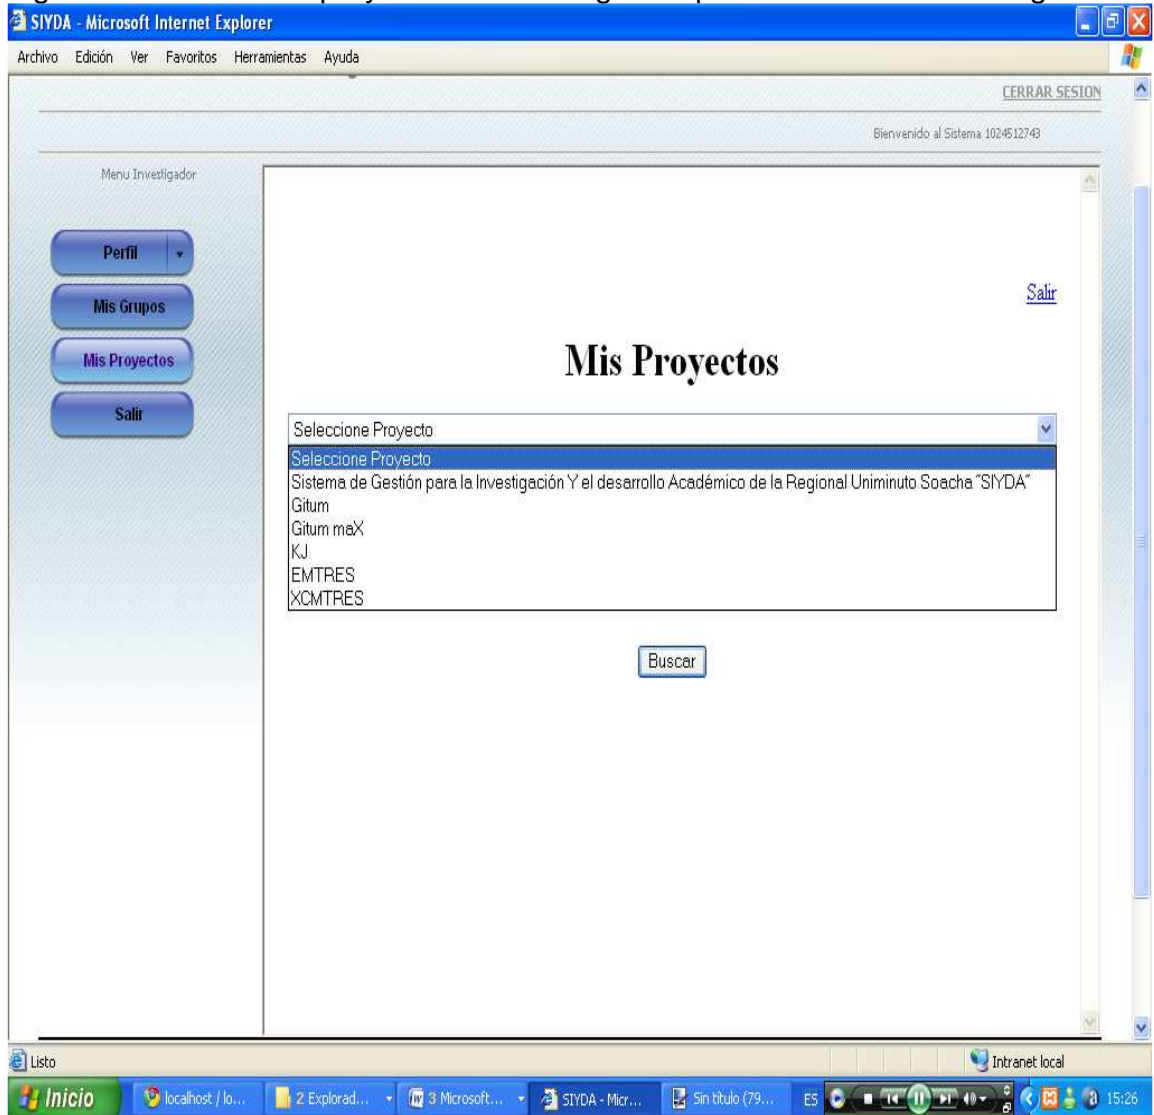 SIYDA - Microsoft Internet Explorer
Archivo Edición Ver Favoritos Herramientas Ayuda
CERRAR SESION
Bienvenido al Sistema 1024512743
Menu Investigador
Perfil
Mis Grupos
Mis Proyectos
Salir
Salir
Mis Proyectos
Seleccione Proyecto
Seleccione Proyecto
Sistema de Gestión para la Investigación Y el desarrollo Académico de la Regional Uniminuto Soacha "SIYDA"
Gitum
Gitum maX
KJ
EMTRES
XCMTRES
Buscar
Listo
Intranet local
Inicio
localhost / lo...
2 Explorad...
3 Microsoft...
SIYDA - Micr...
Sin título (79...
ES
15:26